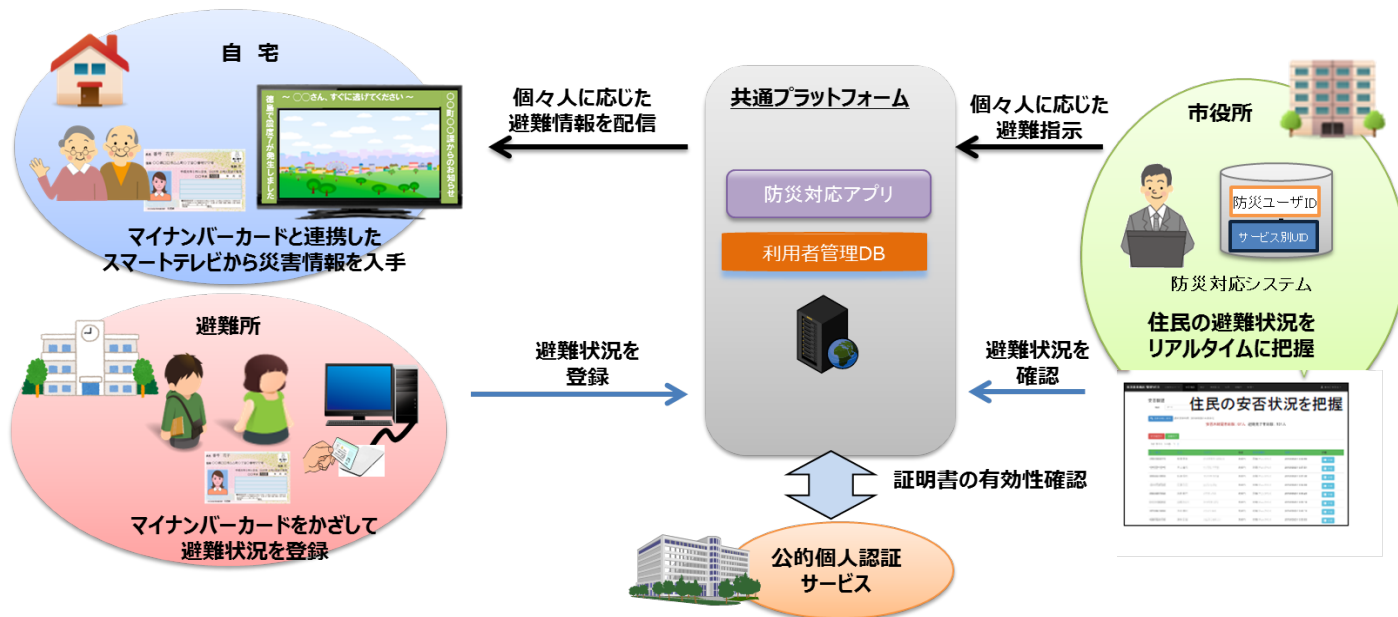 自 宅
～ ○○さん、すぐに逃げてください ～
徳島で震度7が発生しました
○○町○○課からのお知らせ
マイナンバーカードと連携した
スマートテレビから災害情報を入手
避難所
マイナンバーカードをかざして
避難状況を登録
個々人に応じた
避難情報を配信
避難状況を
登録
共通プラットフォーム
防災対応アプリ
利用者管理DB
個々人に応じた
避難指示
避難状況を
確認
証明書の有効性確認
公的個人認証
サービス
市役所
防災ユーザID
サービス別UID
防災対応システム
住民の避難状況を
リアルタイムに把握
住民の安否状況を把握